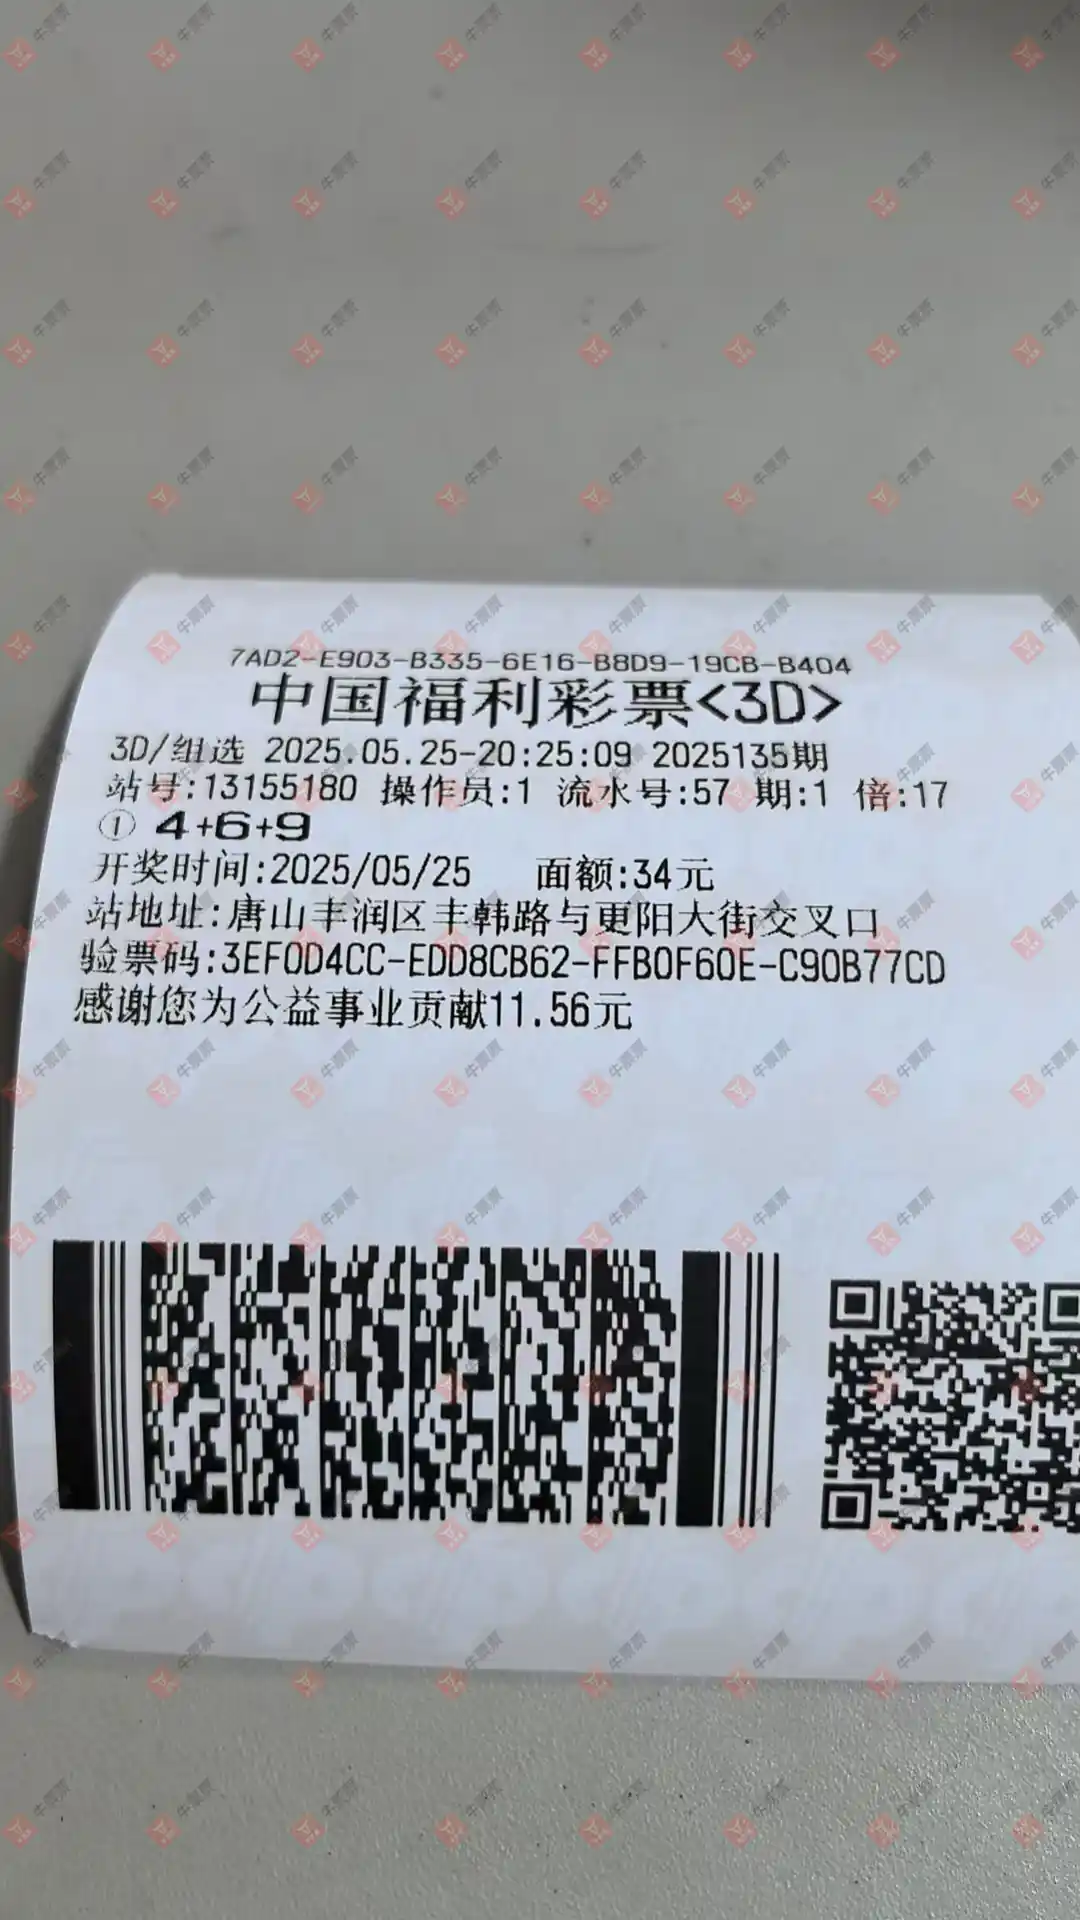 7AD2-E903-B335-6E16-B8D9-19CB-B404
中国福利彩票<3D>
3D/组选 2025.05.25-20:25:09 2025135期
站号:13155180 操作员:1 流水号:57 期:1 倍:17
① 4+6+9
开奖时间:2025/05/25 面额:34元
站地址:唐山丰润区丰韩路与更阳大街交叉口
验票码:3EF0D4CC-EDD8CB62-FFB0F60E-C90B77CD
感谢您为公益事业贡献11.56元
牛票票